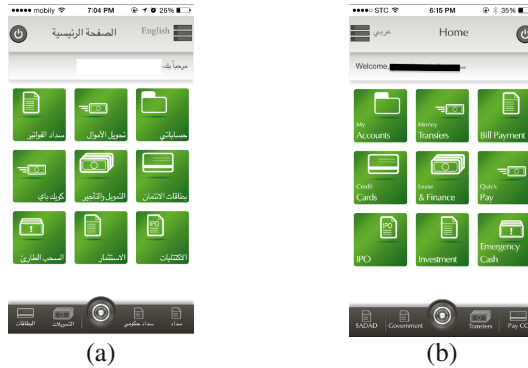 mobily 7:04 PM 26%
الصفحة الرئيسية English
مرحباً بك،
حساباتي تحويل الأموال سداد الفواتير
بطاقات الائتمان التمويل والتأجير كويك باي
الاكتتابات الاستثمار السحب الطارئ
IPO
سداد سداد حكومي التحويلات البطاقات
(a)
STC 6:15 PM 35%
عربي Home
Welcome,
My Accounts Money Transfers Bill Payment
Credit Cards Lease & Finance Quick Pay
IPO
IPO Investment Emergency Cash
SADAD Government Transfers Pay CC
(b)